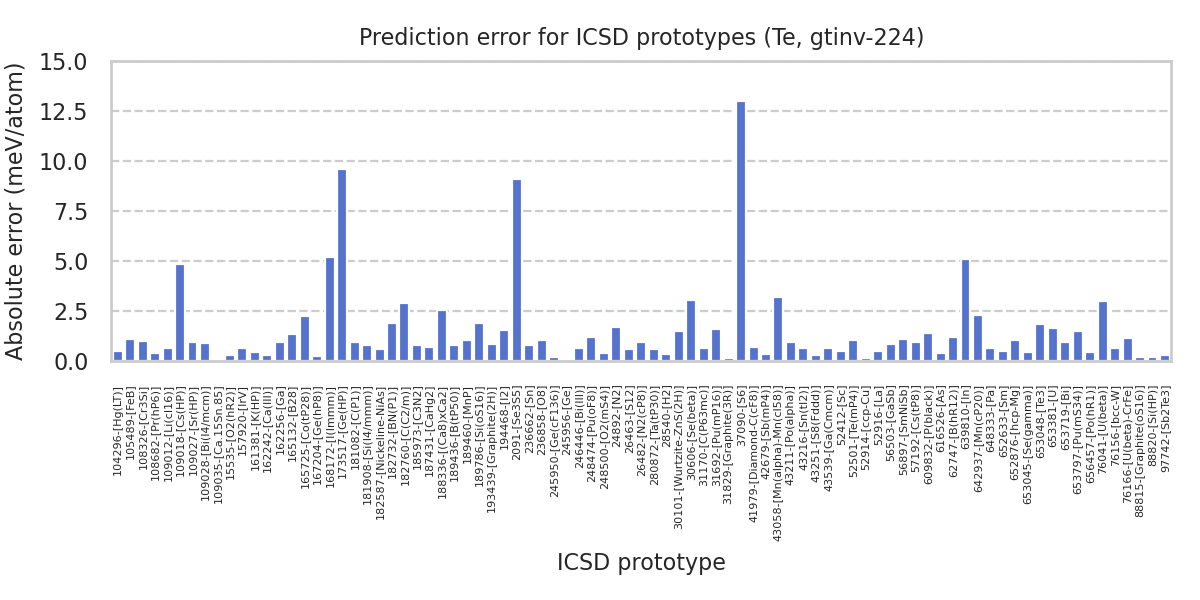 Prediction error for ICSD prototypes (Te, gtinv-224)
Absolute error (meV/atom)
15.0
12.5
10.0
7.5
5.0
2.5
0.0
104296-[Hg(LT)]
105489-[FeB]
108326-[Cr3Si]
108682-[Pr(hP6)]
109012-[Li(cI16)]
109018-[Cs(HP)]
109027-[Sr(HP)]
109028-[Bi(I4/mcm)]
109035-[Ca.15Sn.85]
15535-[O2(hR2)]
157920-[IrV]
161381-[K(HP)]
162242-[Ca(III)]
162256-[Ga]
165132-[B28]
165725-[Co(tP28)]
167204-[Ge(hP8)]
168172-[I(Immm)]
173517-[Ge(HP)]
181082-[C(P1)]
181908-[Si(I4/mmm)]
182587-[Nickeline-NiAs]
182732-[BN(P1)]
182760-[C(C2/m)]
185973-[C3N2]
187431-[CaHg2]
188336-[(Ca8)xCa2]
189436-[B(tP50)]
189460-[MnP]
189786-[Si(oS16)]
193439-[Graphite(2H)]
194468-[I2]
2091-[Se3S5]
236662-[Sn]
236858-[O8]
245950-[Ge(cF136)]
245956-[Ge]
246446-[Bi(III)]
248474-[Pu(oF8)]
248500-[O2(mS4)]
24892-[N2]
26463-[S12]
26482-[N2(cP8)]
280872-[Ta(tP30)]
28540-[H2]
30101-[Wurtzite-ZnS(2H)]
30606-[Se(beta)]
31170-[C(P63mc)]
31692-[Pu(mP16)]
31829-[Graphite(3R)]
37090-[S6]
41979-[Diamond-C(cF8)]
42679-[Sb(mP4)]
43058-[Mn(alpha)-Mn(cI58)]
43211-[Po(alpha)]
43216-[Sn(tI2)]
43251-[S8(Fddd)]
43539-[Ga(Cmcm)]
52412-[Sc]
52501-[Te(mP4)]
52914-[ccp-Cu]
52916-[La]
56503-[GaSb]
56897-[SmNiSb]
57192-[Cs(tP8)]
609832-[P(black)]
616526-[As]
62747-[B(hR12)]
639810-[In]
642937-[Mn(cP20)]
648333-[Pa]
652633-[Sm]
652876-[hcp-Mg]
653045-[Se(gamma)]
653048-[Te3]
653381-[U]
653719-[Pu]
653797-[Pu(mS34)]
656457-[Po(hR1)]
76041-[U(beta)]
76156-[bcc-W]
76166-[U(beta)-CrFe]
88815-[Graphite(oS16)]
88820-[Si(HP)]
97742-[Sb2Te3]
ICSD prototype